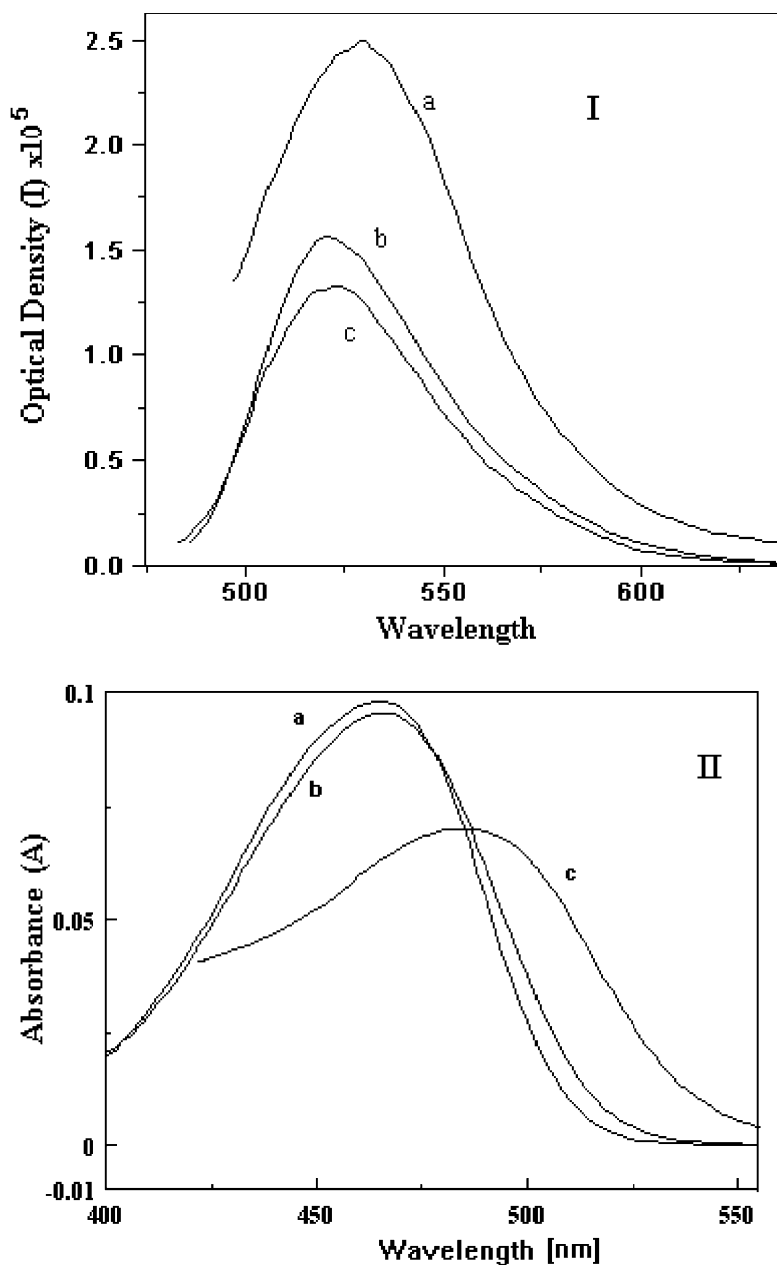 Optical Density (I) x10⁵
2.5
2.0
1.5
1.0
0.5
0.0
a
b
c
I
500
550
600
Wavelength
Absorbance (A)
0.1
0.05
0
-0.01
a
b
c
II
400
450
500
550
Wavelength [nm]